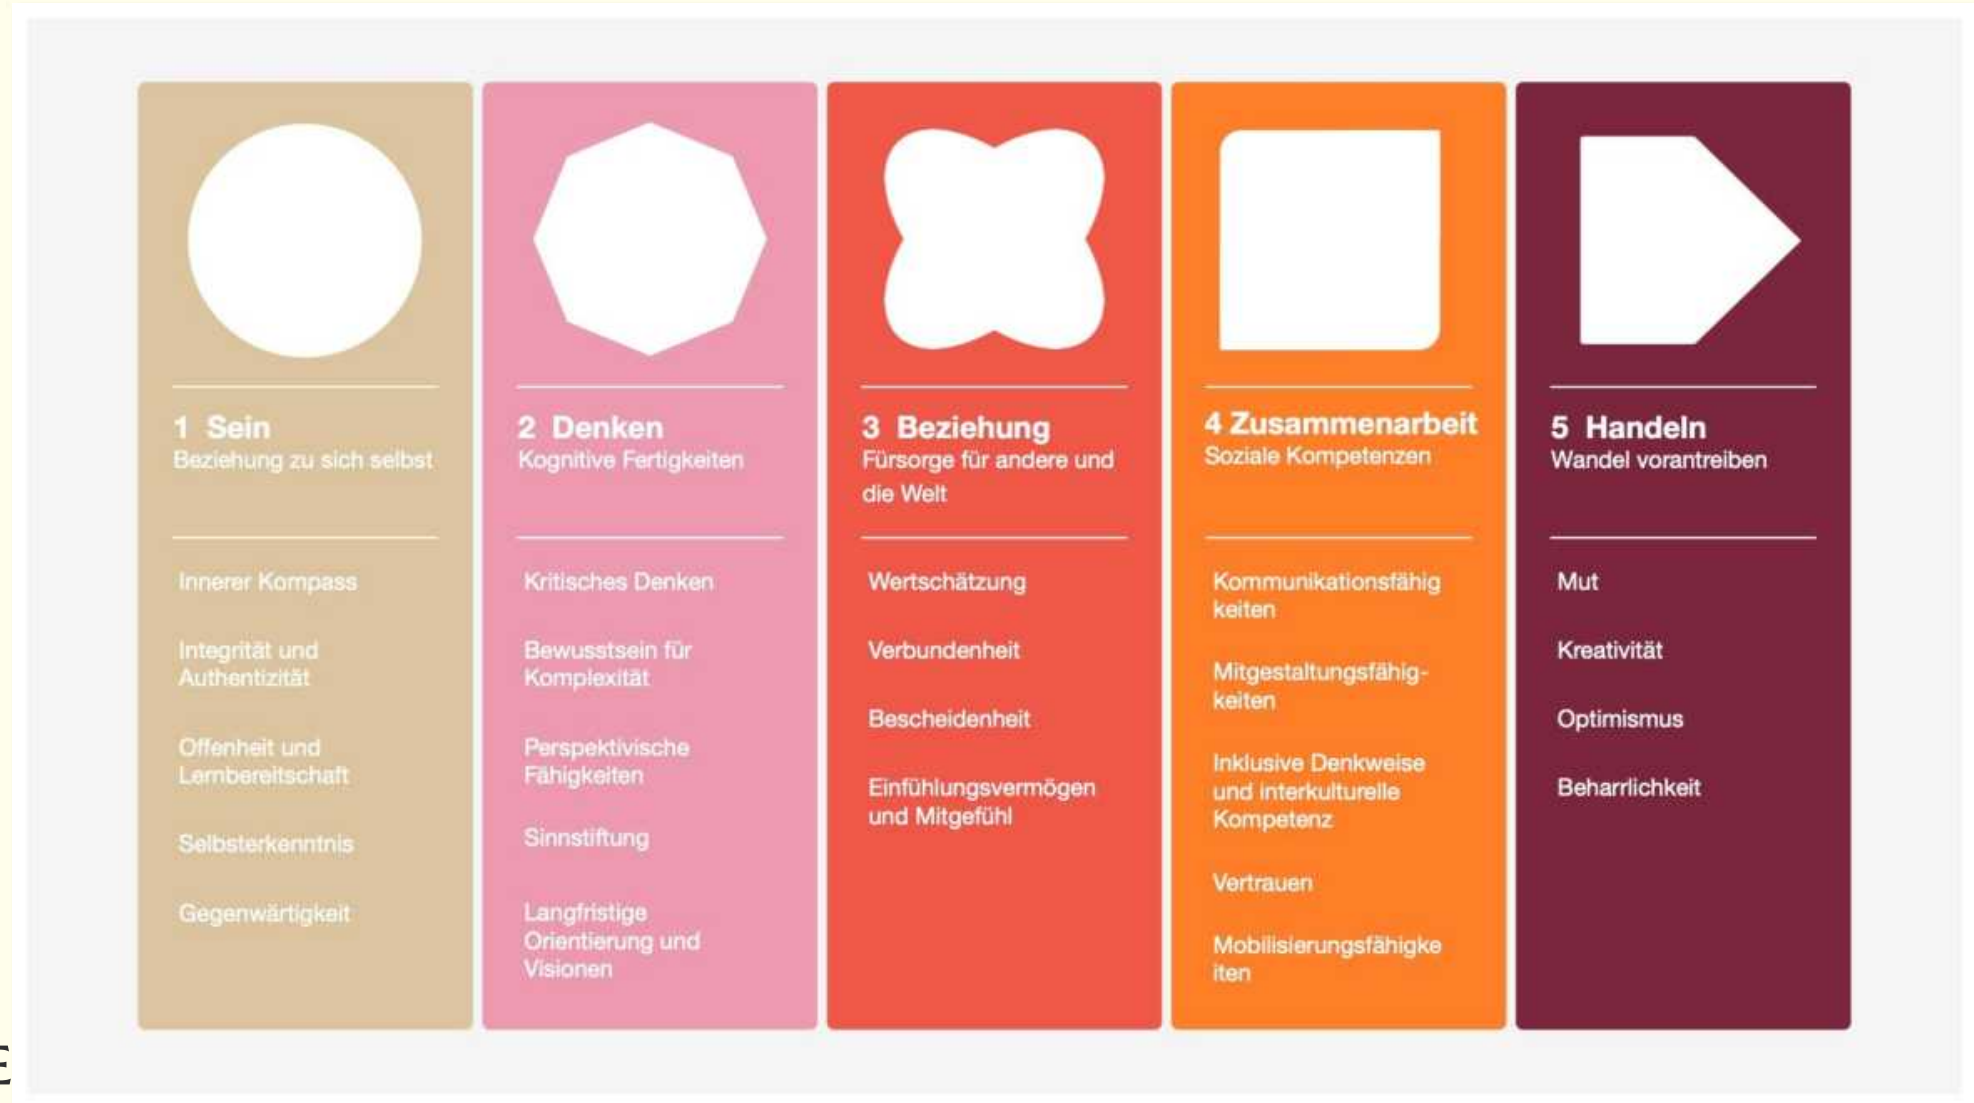 1 Sein
Beziehung zu sich selbst
Innerer Kompass
Integrität und
Authentizität
Offenheit und
Lernbereitschaft
Selbsterkenntnis
Gegenwärtigkeit
2 Denken
Kognitive Fertigkeiten
Kritisches Denken
Bewusstsein für
Komplexität
Perspektivische
Fähigkeiten
Sinnstiftung
Langfristige
Orientierung und
Visionen
3 Beziehung
Fürsorge für andere und
die Welt
Wertschätzung
Verbundenheit
Bescheidenheit
Einfühlungsvermögen
und Mitgefühl
4 Zusammenarbeit
Soziale Kompetenzen
Kommunikationsfähig
keiten
Mitgestaltungsfähig-
keiten
Inklusive Denkweise
und interkulturelle
Kompetenz
Vertrauen
Mobilisierungsfähigke
iten
5 Handeln
Wandel vorantreiben
Mut
Kreativität
Optimismus
Beharrlichkeit